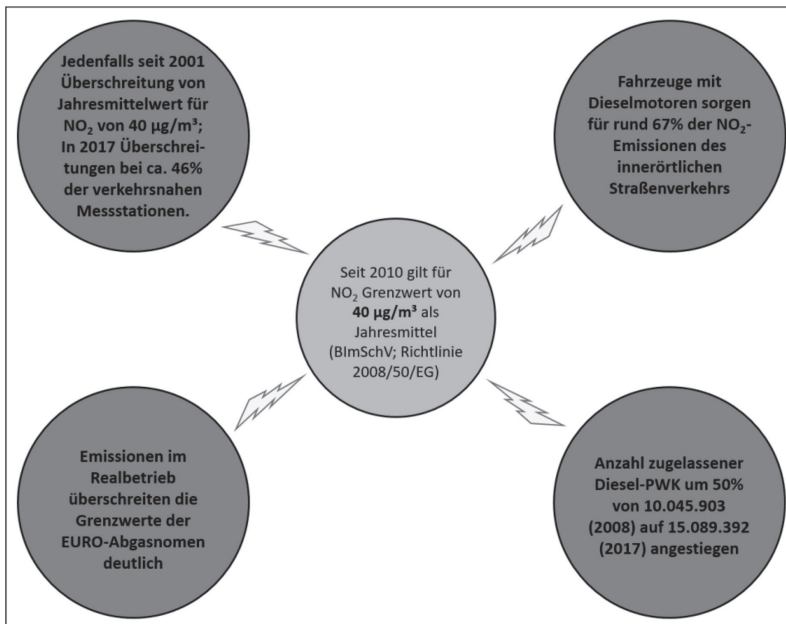 Jedenfalls seit 2001
Überschreitung von
Jahresmittelwert für
NO₂ von 40 µg/m³;
In 2017 Überschrei-
tungen bei ca. 46%
der verkehrsnahen
Messstationen.
Fahrzeuge mit
Dieselmotoren sorgen
für rund 67% der NO₂-
Emissionen des
innerörtlichen
Straßenverkehrs
Seit 2010 gilt für
NO₂ Grenzwert von
40 µg/m³ als
Jahresmittel
(BImSchV; Richtlinie
2008/50/EG)
Emissionen im
Realbetrieb
überschreiten die
Grenzwerte der
EURO-Abgasnomen
deutlich
Anzahl zugelassener
Diesel-PWK um 50%
von 10.045.903
(2008) auf 15.089.392
(2017) angestiegen